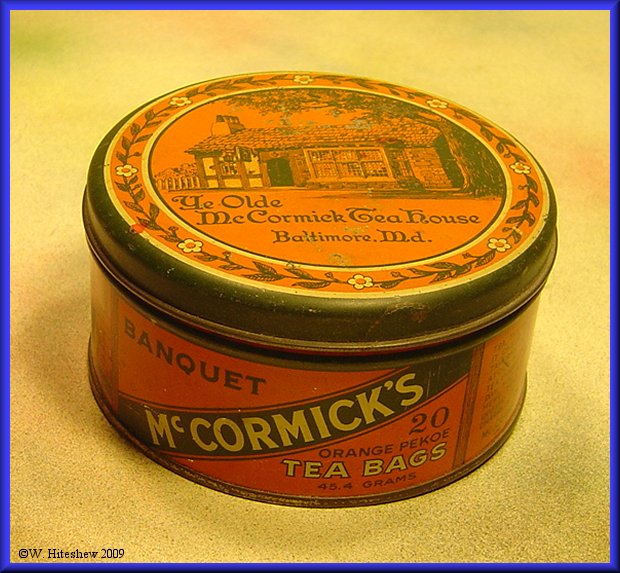 Ye Olde
McCormick Tea House
Baltimore, Md.
BANQUET
McCORMICK'S
20
ORANGE PEKOE
TEA BAGS
45.4 GRAMS
©W. Hiteshew 2009